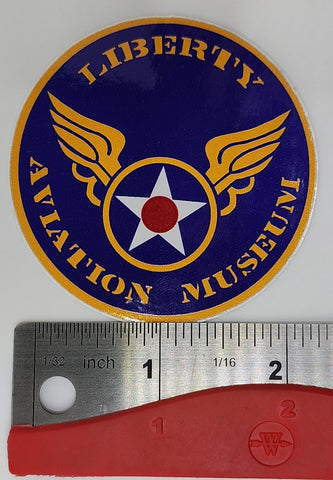 LIBERTY
AVIATION MUSEUM
1/32 inch 1 1/16 2
1 2
W